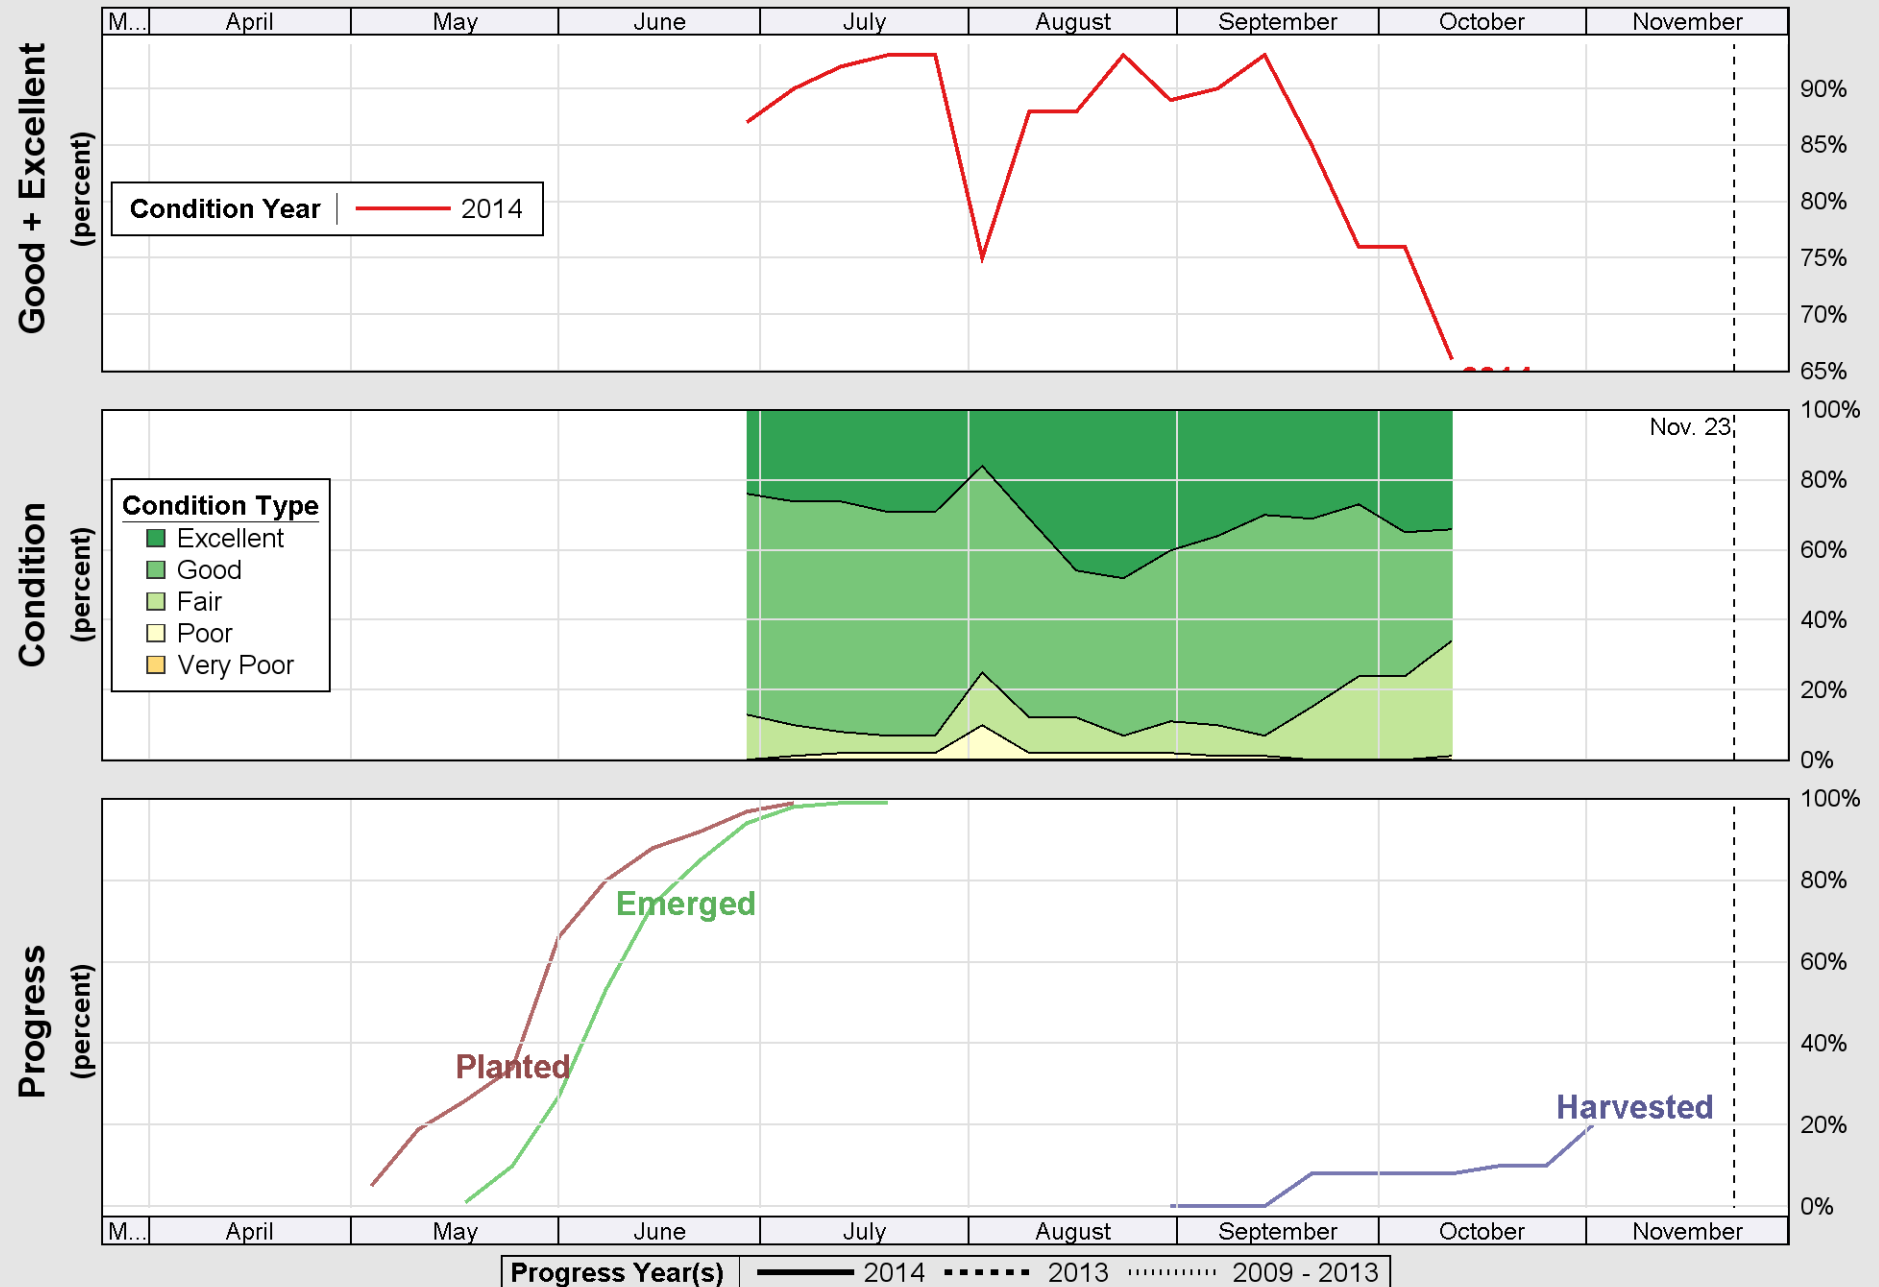 M... April May June July August September October November
Good + Excellent
(percent)
90%
85%
80%
75%
70%
65%
Condition Year 2014
Condition
(percent)
100%
80%
60%
40%
20%
0%
Nov. 23
Condition Type
Excellent
Good
Fair
Poor
Very Poor
Progress
(percent)
100%
80%
60%
40%
20%
0%
Emerged
Planted
Harvested
M... April May June July August September October November
Progress Year(s) 2014 2013 2009 - 2013